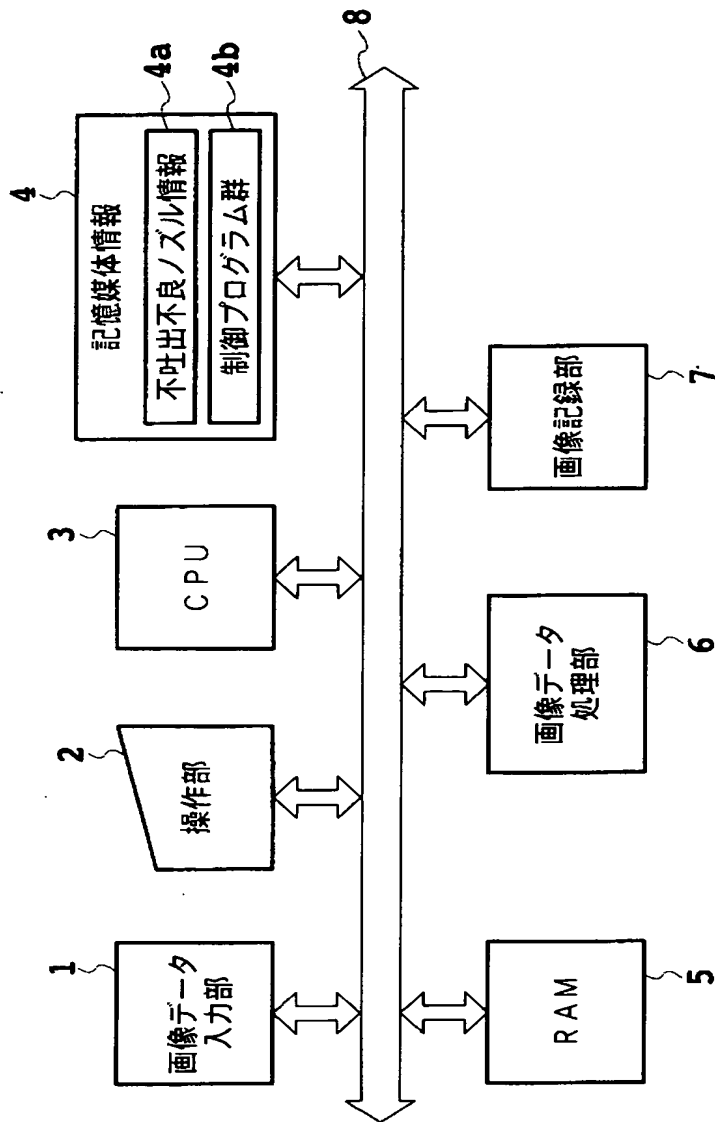 1
画像データ
入力部
2
操作部
3
CPU
4
記憶媒体情報
不吐出不良ノズル情報
4a
制御プログラム群
4b
8
RAM
5
画像データ
処理部
6
画像記録部
7